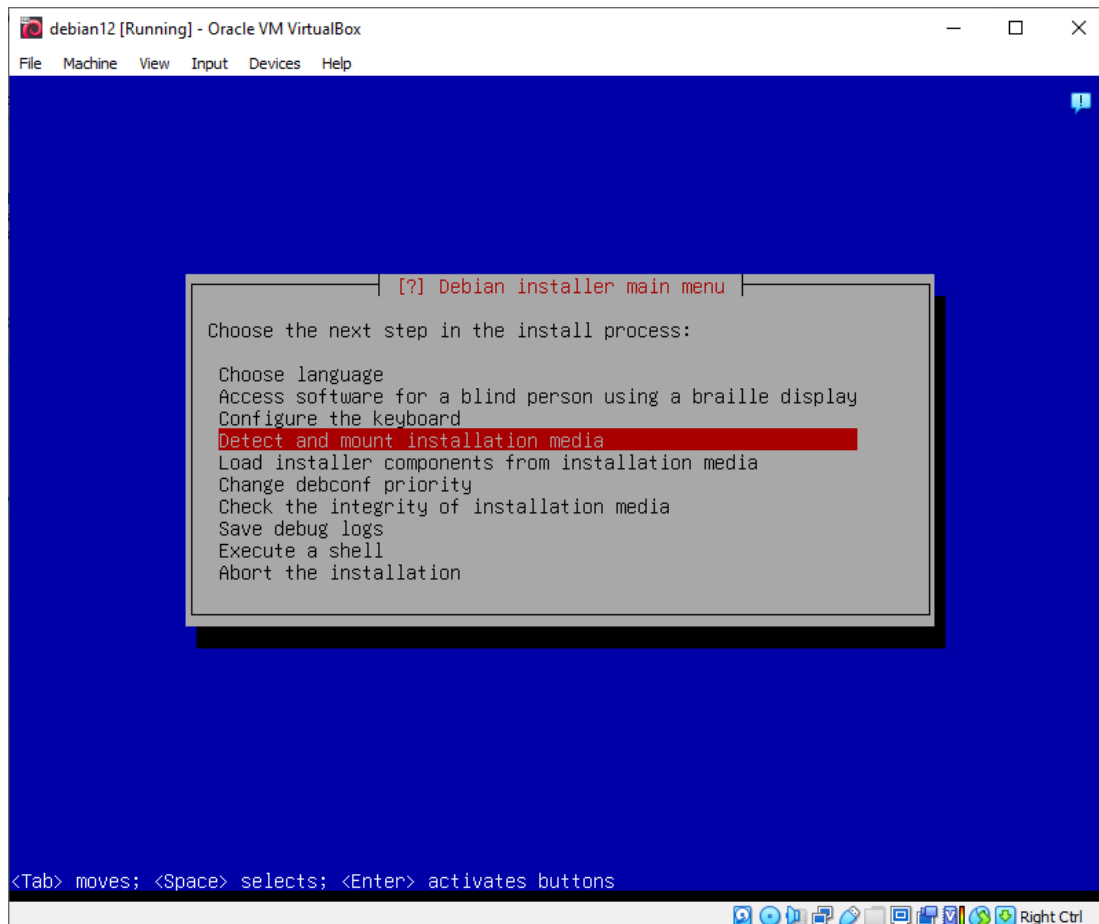 debian12 [Running] - Oracle VM VirtualBox
File Machine View Input Devices Help
[?] Debian installer main menu
Choose the next step in the install process:
Choose language
Access software for a blind person using a braille display
Configure the keyboard
Detect and mount installation media
Load installer components from installation media
Change debconf priority
Check the integrity of installation media
Save debug logs
Execute a shell
Abort the installation
<Tab> moves; <Space> selects; <Enter> activates buttons
Right Ctrl